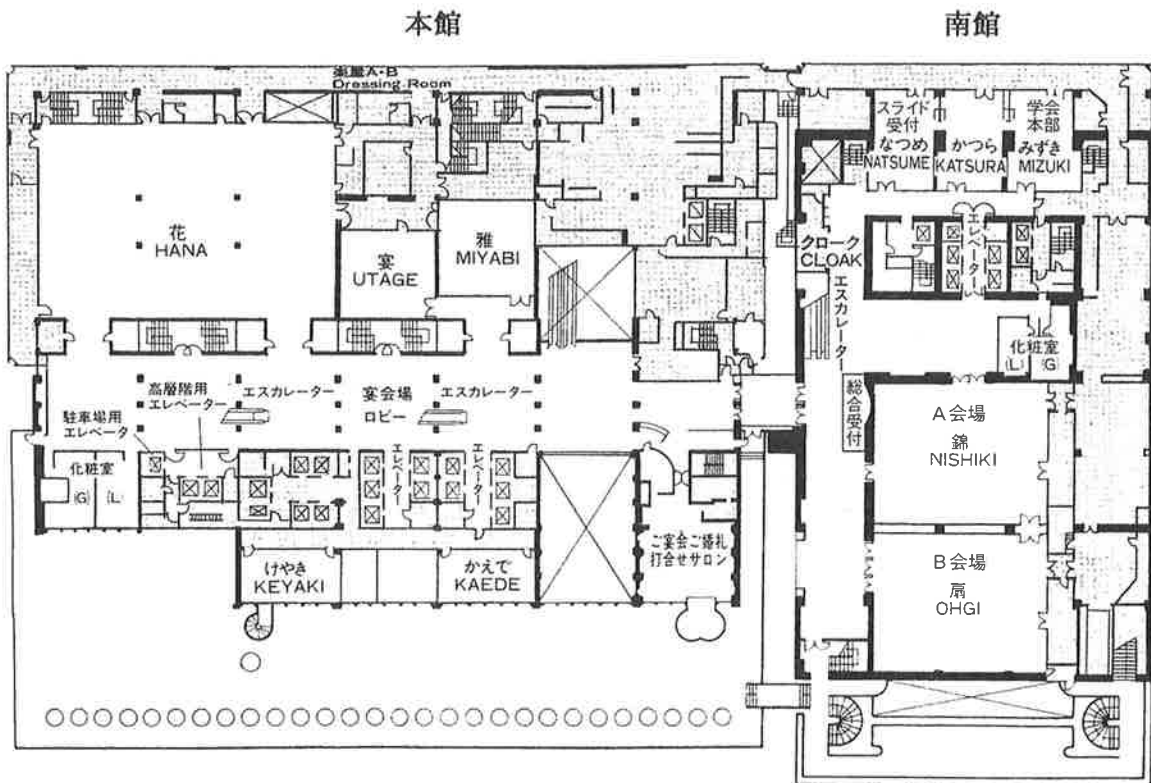 本館
南館
楽屋A・B
Dressing Room
花
HANA
宴
UTAGE
雅
MIYABI
スライド
受付
なつめ
NATSUME
かつら
KATSURA
学会
本部
みずき
MIZUKI
クローク
CLOAK
エレベーター
エスカレーター
化粧室
(L)
(G)
総合受付
高層階用
エレベーター
駐車場用
エレベータ
エスカレーター
宴会場
ロビー
エスカレーター
化粧室
(G)
(L)
エレベーター
エレベーター
けやき
KEYAKI
かえで
KAEDE
ご宴会ご婚礼
打合せサロン
A会場
錦
NISHIKI
B会場
扇
OHGI